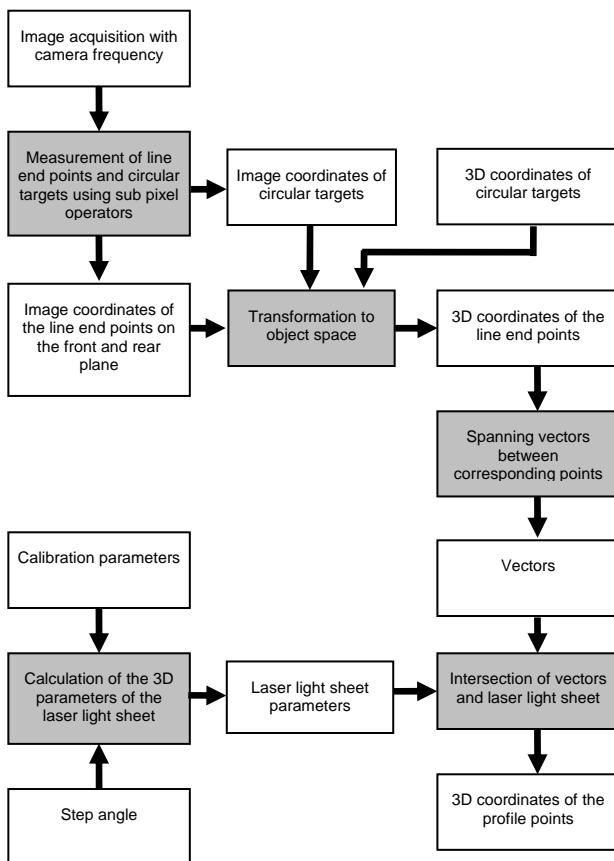 Image acquisition with
camera frequency
Measurement of line
end points and circular
targets using sub pixel
operators
Image coordinates of
circular targets
3D coordinates of
circular targets
Image coordinates of
the line end points on
the front and rear
plane
Transformation to
object space
3D coordinates of the
line end points
Spanning vectors
between
corresponding points
Calibration parameters
Vectors
Calculation of the 3D
parameters of the
laser light sheet
Laser light sheet
parameters
Intersection of vectors
and laser light sheet
Step angle
3D coordinates of the
profile points